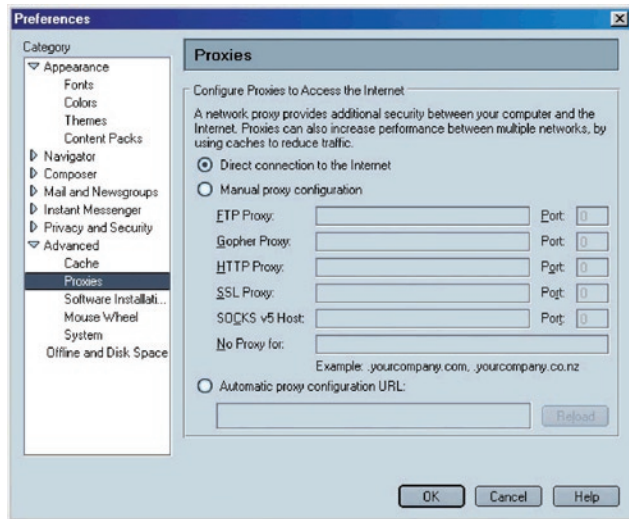 Preferences
Category
Appearance
Fonts
Colors
Themes
Content Packs
Navigator
Composer
Mail and Newsgroups
Instant Messenger
Privacy and Security
Advanced
Cache
Proxies
Software Installati...
Mouse Wheel
System
Offline and Disk Space
Proxies
Configure Proxies to Access the Internet
A network proxy provides additional security between your computer and the
Internet. Proxies can also increase performance between multiple networks, by
using caches to reduce traffic.
Direct connection to the Internet
Manual proxy configuration
FTP Proxy: Port: 0
Gopher Proxy: Port: 0
HTTP Proxy: Port: 0
SSL Proxy: Port: 0
SOCKS v5 Host: Port: 0
No Proxy for:
Example: .yourcompany.com, .yourcompany.co.nz
Automatic proxy configuration URL:
Reload
OK Cancel Help